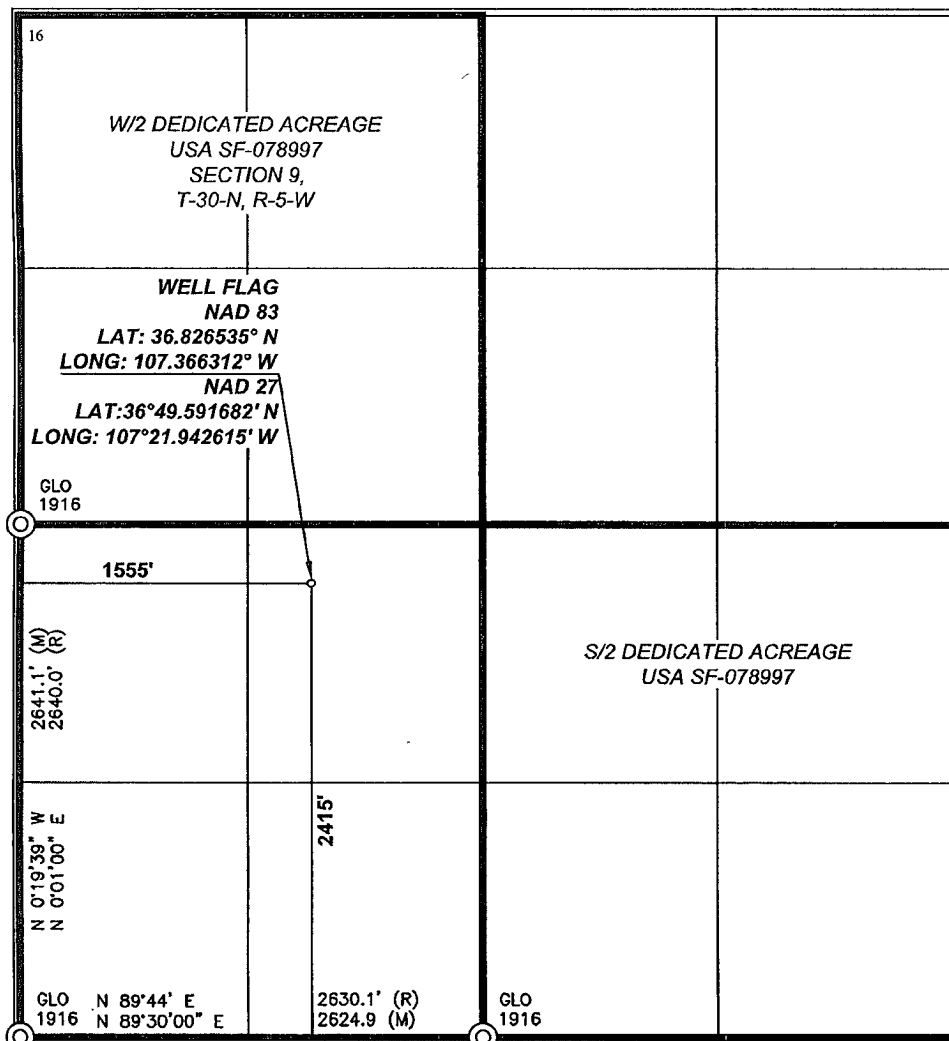 16
W/2 DEDICATED ACREAGE
USA SF-078997
SECTION 9,
T-30-N, R-5-W
WELL FLAG
NAD 83
LAT: 36.826535° N
LONG: 107.366312° W
NAD 27
LAT:36°49.591682' N
LONG: 107°21.942615' W
GLO
1916
1555'
2641.1' (M)
2640.0' (R)
S/2 DEDICATED ACREAGE
USA SF-078997
2415'
N 0°19'39" W
N 0°01'00" E
GLO
1916
N 89°44' E
N 89°30'00" E
2630.1' (R)
2624.9 (M)
GLO
1916